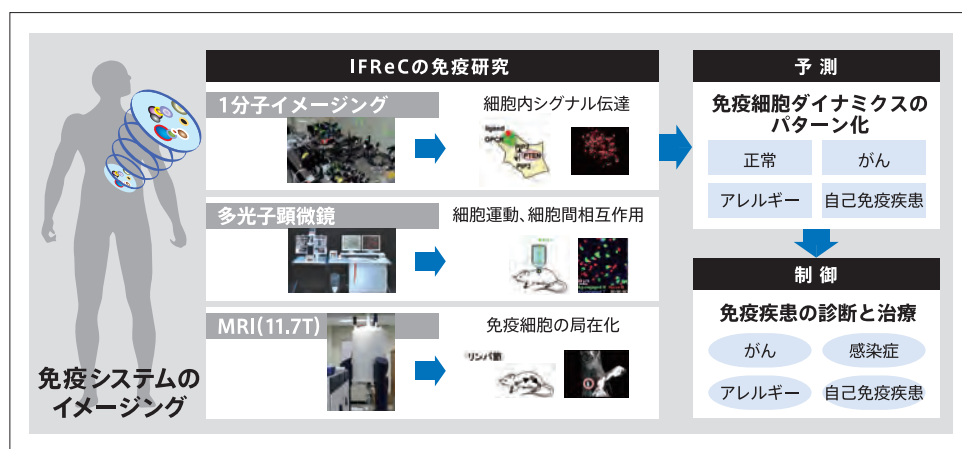 IFReCの免疫研究
1分子イメージング
細胞内シグナル伝達
ligand
GPCR
PIP3
PTEN
PIP2
多光子顕微鏡
細胞運動、細胞間相互作用
MRI(11.7T)
免疫細胞の局在化
リンパ節
免疫システムの
イメージング
予測
免疫細胞ダイナミクスの
パターン化
正常
がん
アレルギー
自己免疫疾患
制御
免疫疾患の診断と治療
がん
感染症
アレルギー
自己免疫疾患